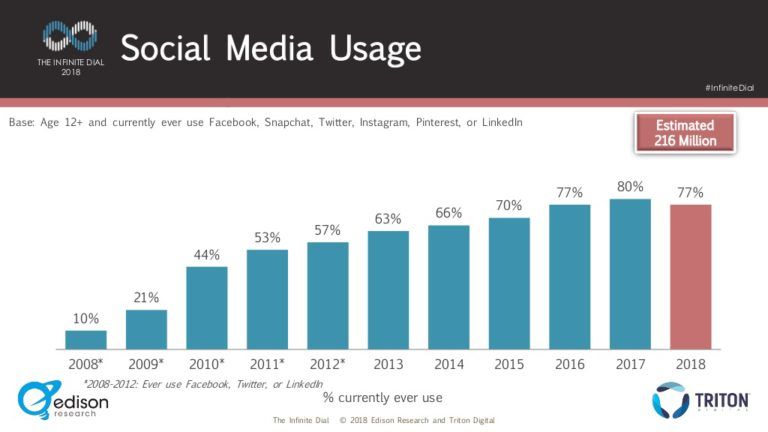 THE INFINITE DIAL
2018
Social Media Usage
#InfiniteDial
Base: Age 12+ and currently ever use Facebook, Snapchat, Twitter, Instagram, Pinterest, or LinkedIn
Estimated
216 Million
10%
21%
44%
53%
57%
63%
66%
70%
77%
80%
77%
2008* 2009* 2010* 2011* 2012* 2013 2014 2015 2016 2017 2018
*2008-2012: Ever use Facebook, Twitter, or LinkedIn
% currently ever use
edison
research
TRITON
DIGITAL
The Infinite Dial © 2018 Edison Research and Triton Digital